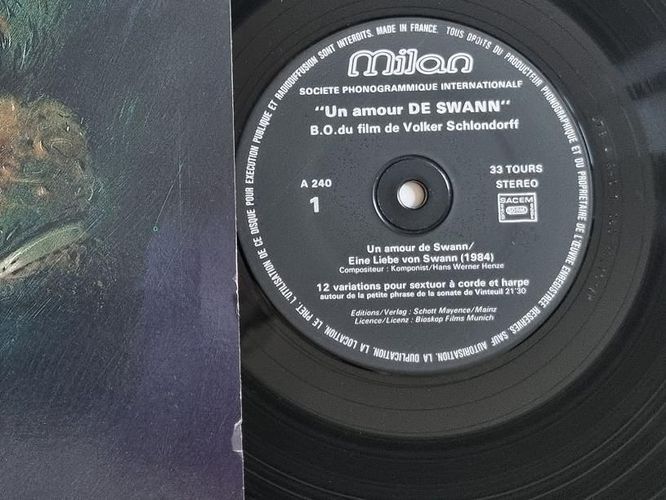 milan
SOCIETE PHONOGRAMMIQUE INTERNATIONALE
"Un amour DE SWANN"
B.O.du film de Volker Schlondorff
A 240
33 TOURS
1
STEREO
SACEM
Un amour de Swann/
Eine Liebe von Swann (1984)
Compositeur : Komponist/Hans Werner Henze
12 variations pour sextuor à corde et harpe
autour de la petite phrase de la sonate de Vinteuil 21'30
Editions/Verlag : Schott Mayence/Mainz
Licence/Licenz : Bioskop Films Munich
MADE IN FRANCE. TOUS DROITS DU PRODUCTEUR PHONOGRAPHIQUE ET DU PROPRIETAIRE DE L'ŒUVRE ENREGISTREE RESERVES. SAUF AUTORISATION, LA DUPLICATION, LA LOCATION, LE PRET, L'UTILISATION DE CE DISQUE POUR EXECUTION PUBLIQUE ET RADIODIFFUSION SONT INTERDITS.